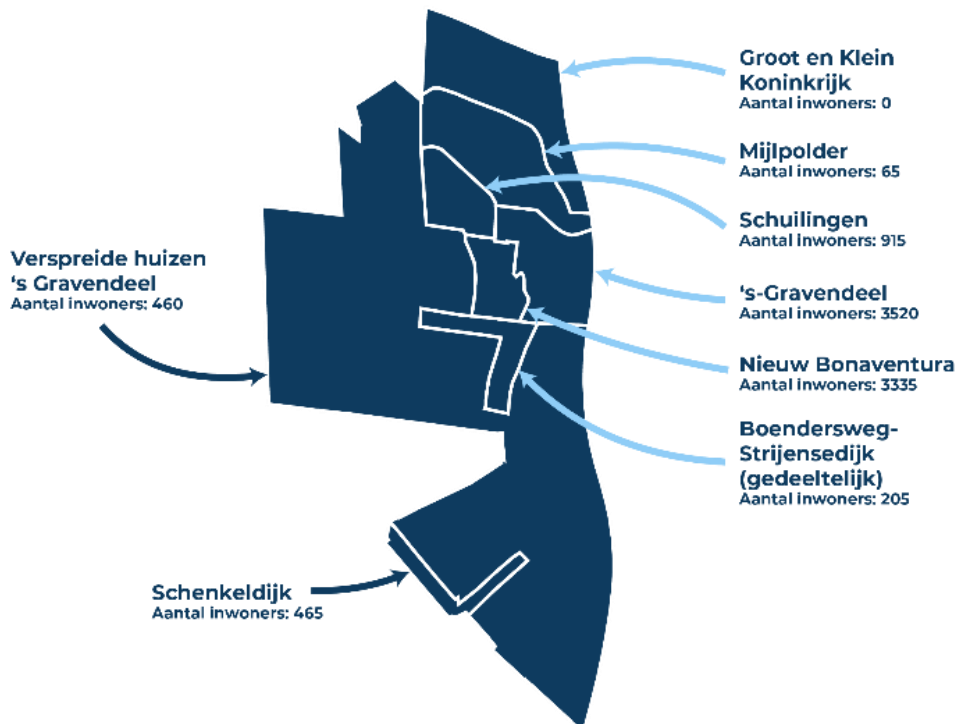 Groot en Klein
Koninkrijk
Aantal inwoners: 0
Mijlpolder
Aantal inwoners: 65
Schuilingen
Aantal inwoners: 915
Verspreide huizen
‘s Gravendeel
Aantal inwoners: 460
‘s-Gravendeel
Aantal inwoners: 3520
Nieuw Bonaventura
Aantal inwoners: 3335
Boendersweg-
Strijensedijk
(gedeeltelijk)
Aantal inwoners: 205
Schenkeldijk
Aantal inwoners: 465